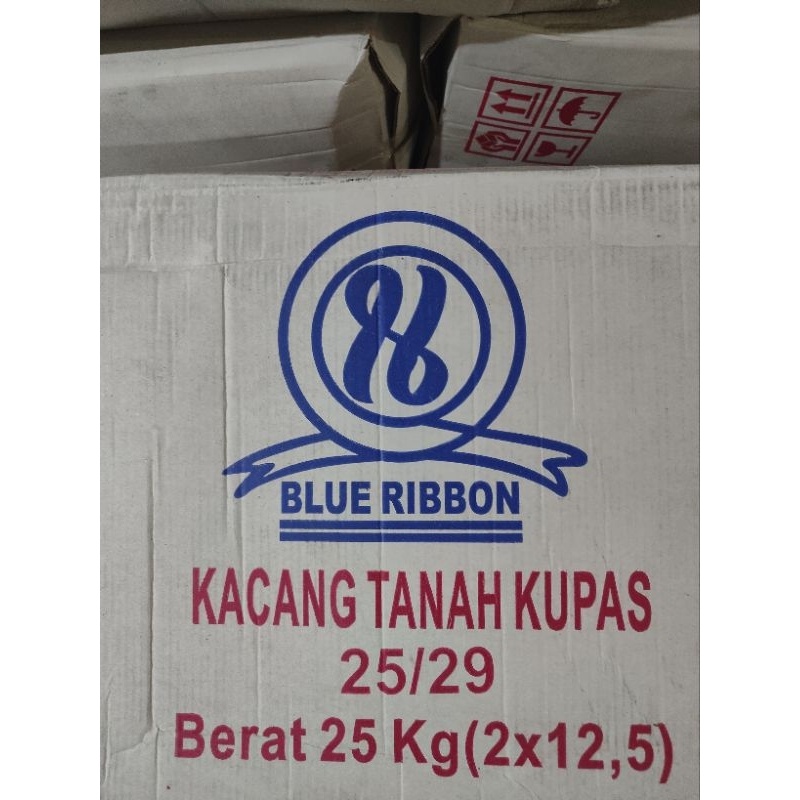 BLUE RIBBON
KACANG TANAH KUPAS
25/29
Berat 25 Kg(2x12,5)